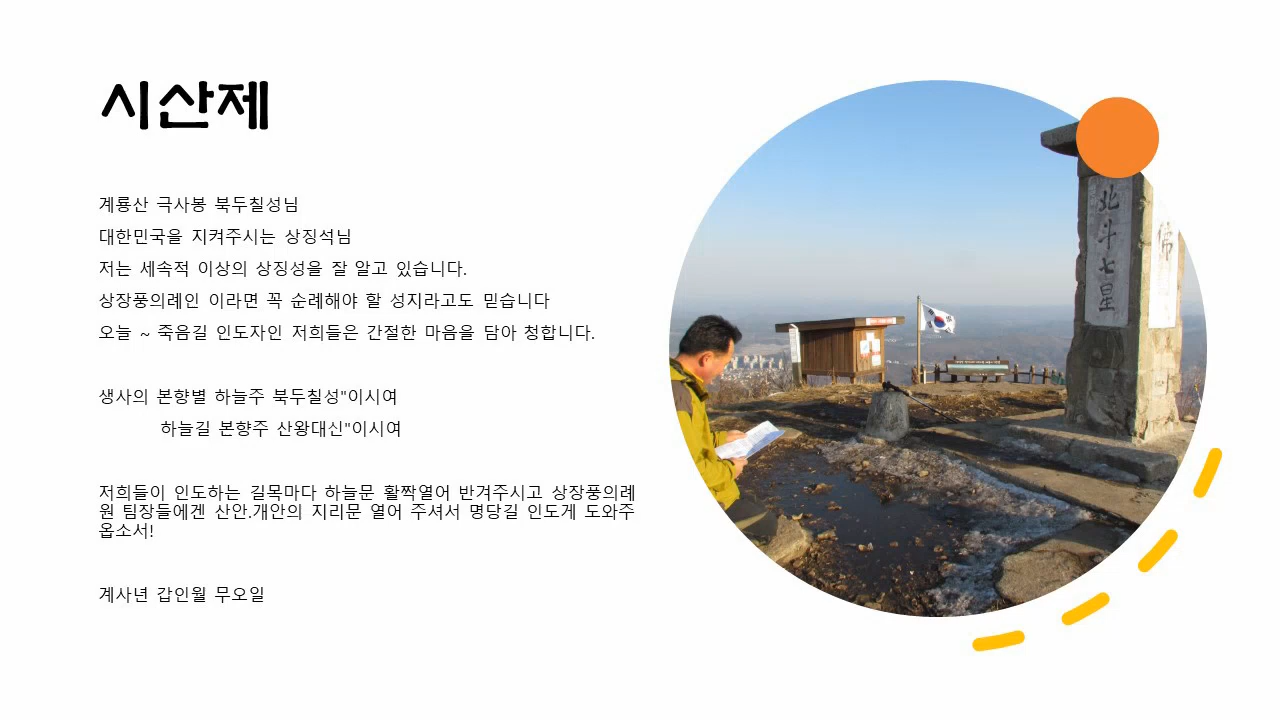 시산제
계룡산 극사봉 북두칠성님
대한민국을 지켜주시는 상징석님
저는 세속적 이상의 상징성을 잘 알고 있습니다.
상장풍의례인 이라면 꼭 순례해야 할 성지라고도 믿습니다
오늘 ~ 죽음길 인도자인 저희들은 간절한 마음을 담아 청합니다.
생사의 본향별 하늘주 북두칠성"이시여
하늘길 본향주 산왕대신"이시여
저희들이 인도하는 길목마다 하늘문 활짝열어 반겨주시고 상장풍의례
원 팀장들에겐 산안.개안의 지리문 열어 주셔서 명당길 인도게 도와주
옵소서!
계사년 갑인월 무오일
北斗七星